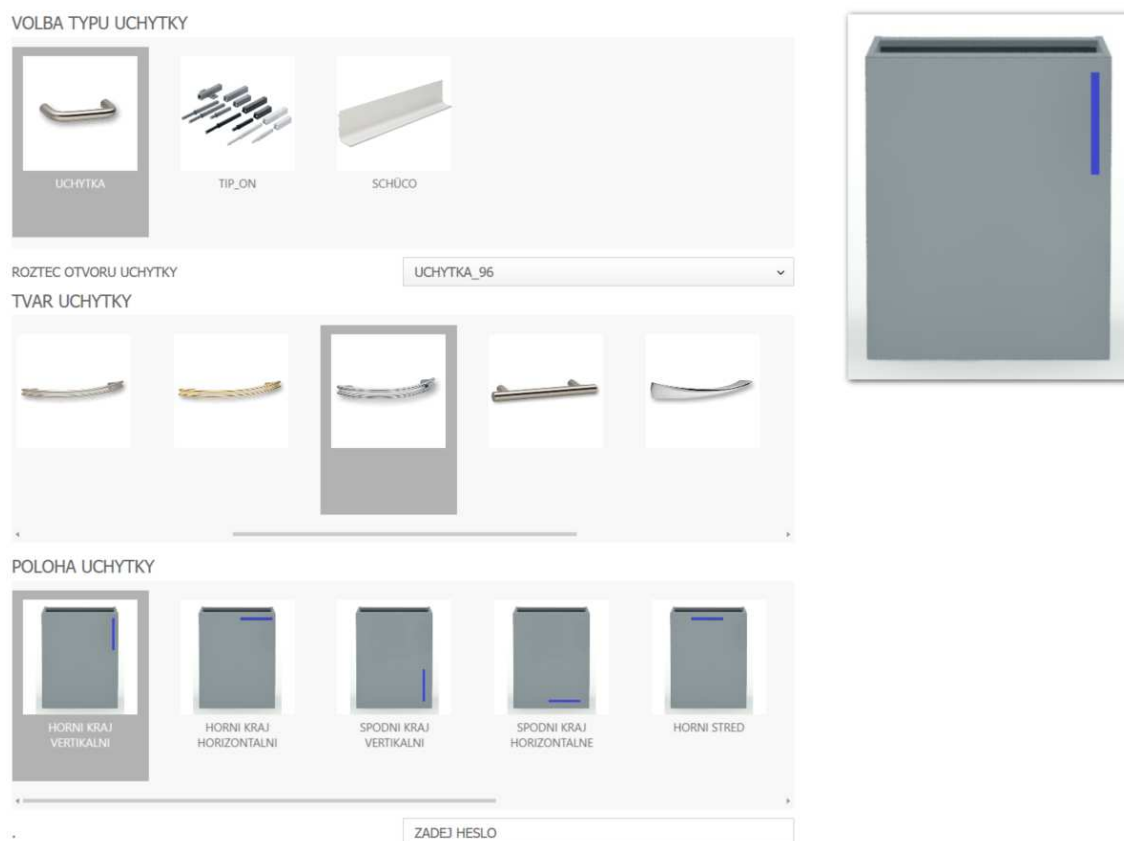 VOLBA TYPU UCHYTKY
UCHYTKA
TIP_ON
SCHÜCO
ROZTEC OTVORU UCHYTKY
UCHYTKA_96
TVAR UCHYTKY
POLOHA UCHYTKY
HORNI KRAJ
VERTIKALNI
HORNI KRAJ
HORIZONTALNI
SPODNI KRAJ
VERTIKALNI
SPODNI KRAJ
HORIZONTALNE
HORNI STRED
.
ZADEJ HESLO